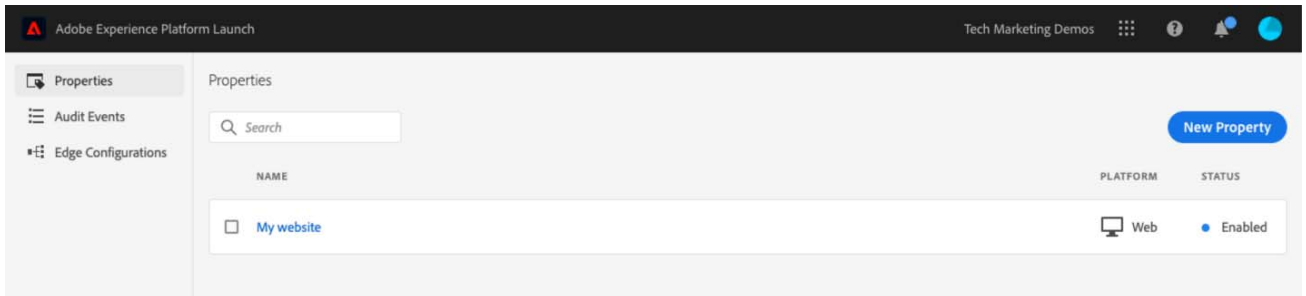 Adobe Experience Platform Launch Tech Marketing Demos
Properties
Audit Events
Edge Configurations
Properties
Search
New Property
NAME PLATFORM STATUS
My website Web Enabled